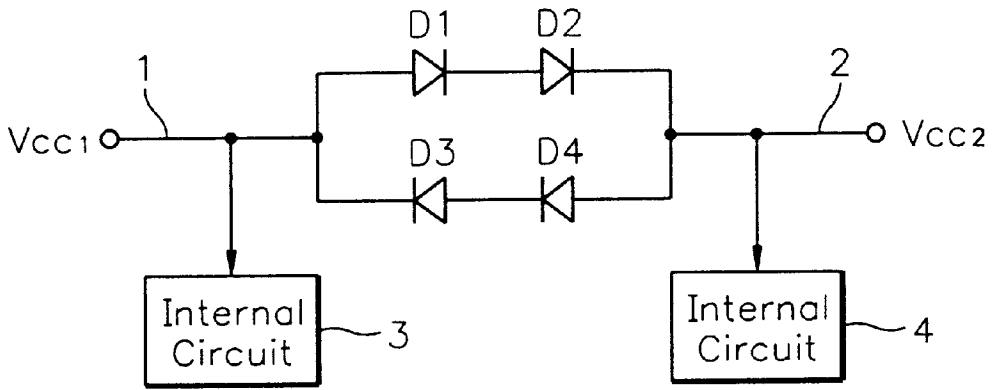 D1 D2
1 2
Vcc1 Vcc2
D3 D4
Internal
Circuit
3
Internal
Circuit
4